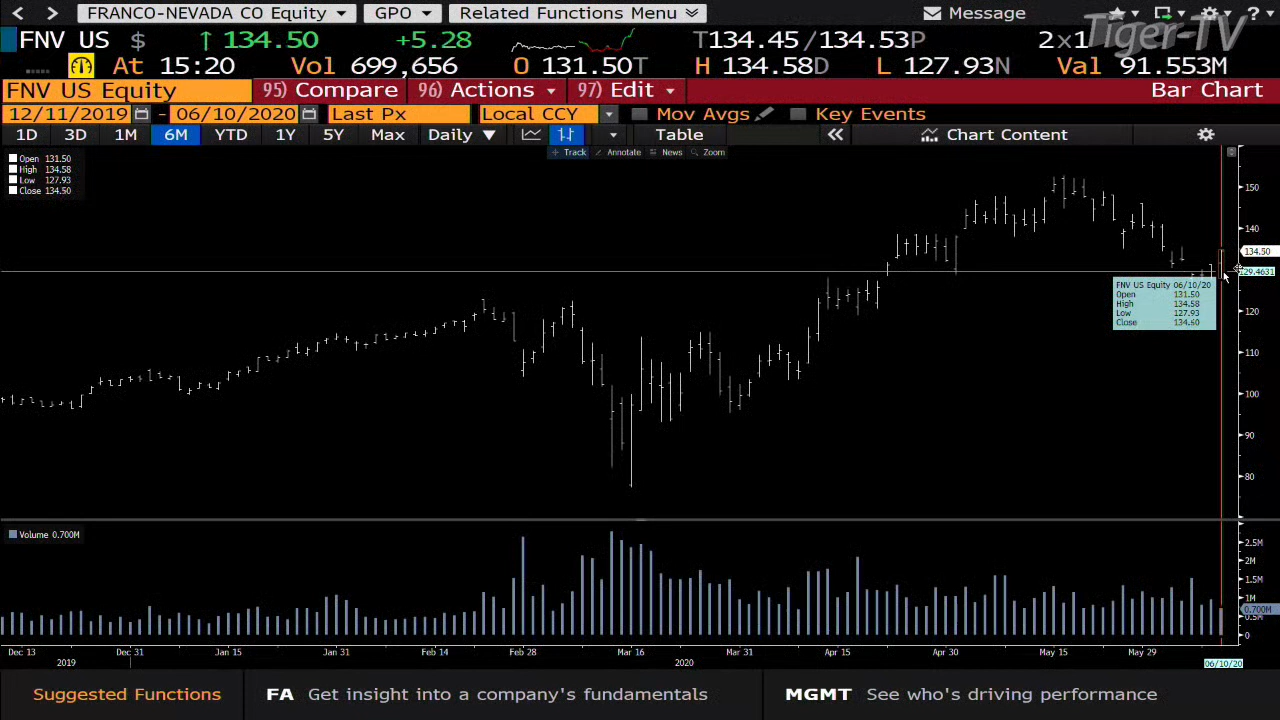 FRANCO-NEVADA CO Equity GPO Related Functions Menu Message ?
Tiger-TV
FNV US $ ↑ 134.50 +5.28 T134.45/134.53P 2x1
At 15:20 Vol 699,656 O 131.50T H 134.58D L 127.93N Val 91.553M
FNV US Equity 95) Compare 96) Actions 97) Edit Bar Chart
12/11/2019 - 06/10/2020 Last Px Local CCY Mov Avgs Key Events
1D 3D 1M 6M YTD 1Y 5Y Max Daily ▼ Table « Chart Content
Track Annotate News Zoom
Open 131.50
High 134.58
Low 127.93
Close 134.50
150
140
134.50
129.4631
FNV US Equity 06/10/20
Open 131.50
High 134.58
Low 127.93
Close 134.50
120
110
100
90
80
Volume 0.700M
2.5M
2M
1.5M
1M
0.700M
0.5M
0
Dec 13 Dec 31 Jan 15 Jan 31 Feb 14 Feb 28 Mar 16 Mar 31 Apr 15 Apr 30 May 15 May 29
2019 2020 06/10/20
Suggested Functions FA Get insight into a company's fundamentals MGMT See who's driving performance